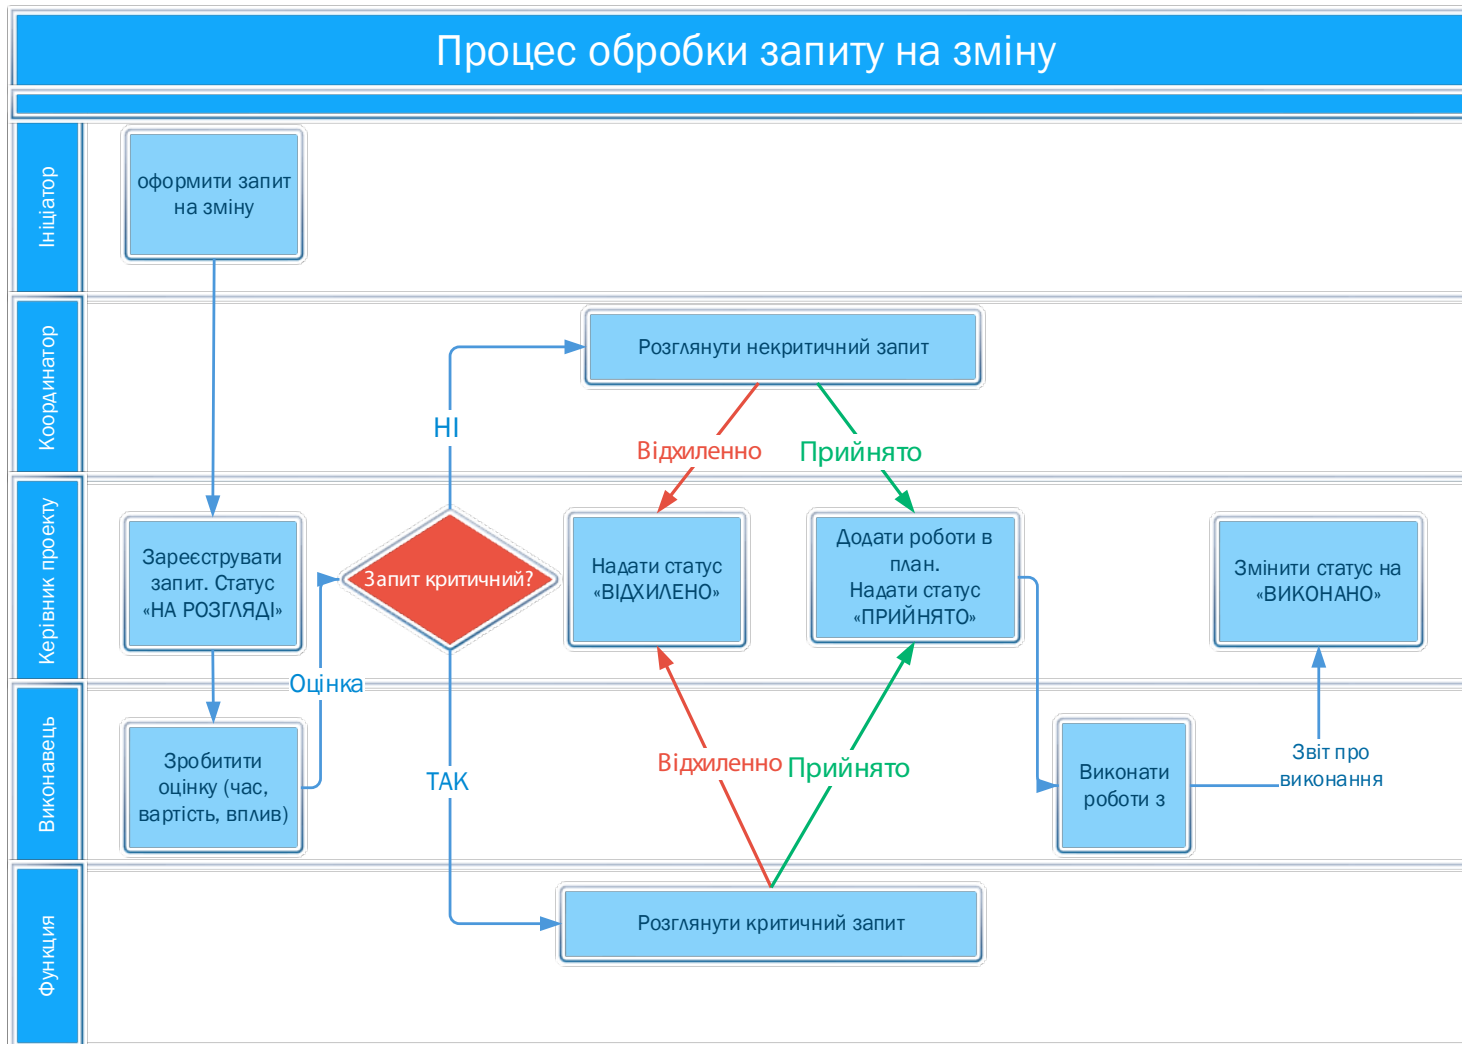 Процес обробки запиту на зміну
Ініціатор
оформити запит
на зміну
Координатор
Розглянути некритичний запит
НІ
Відхиленно
Прийнято
Керівник проекту
Зареєструвати
запит. Статус
«НА РОЗГЛЯДІ»
Запит критичний?
Надати статус
«ВІДХИЛЕНО»
Додати роботи в
план.
Надати статус
«ПРИЙНЯТО»
Змінити статус на
«ВИКОНАНО»
Оцінка
Виконавець
Зробитити
оцінку (час,
вартість, вплив)
ТАК
Відхиленно
Прийнято
Виконати
роботи з
Звіт про
виконання
Функция
Розглянути критичний запит